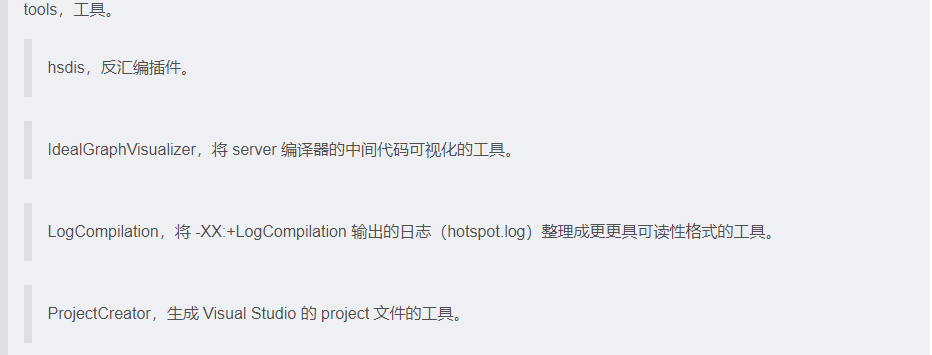 tools，工具。
hsdis，反汇编插件。
IdealGraphVisualizer，将 server 编译器的中间代码可视化的工具。
LogCompilation，将 -XX:+LogCompilation 输出的日志（hotspot.log）整理成更更具可读性格式的工具。
ProjectCreator，生成 Visual Studio 的 project 文件的工具。